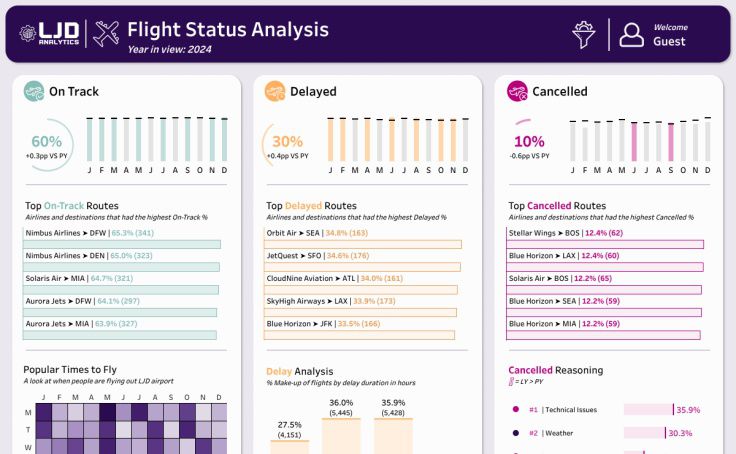 LJD
ANALYTICS
Flight Status Analysis
Year in view: 2024
Welcome
Guest
On Track
60%
+0.3pp VS PY
J F M A M J J A S O N D
Top On-Track Routes
Airlines and destinations that had the highest On-Track %
Nimbus Airlines ➤ DFW | 65.3% (341)
Nimbus Airlines ➤ DEN | 65.0% (323)
Solaris Air ➤ MIA | 64.7% (321)
Aurora Jets ➤ DFW | 64.1% (297)
Aurora Jets ➤ MIA | 63.9% (327)
Popular Times to Fly
A look at when people are flying out LJD airport
J F M A M J J A S O N D
M
T
W
Delayed
30%
+0.4pp VS PY
J F M A M J J A S O N D
Top Delayed Routes
Airlines and destinations that had the highest Delayed %
Orbit Air ➤ SEA | 34.8% (163)
JetQuest ➤ SFO | 34.6% (176)
CloudNine Aviation ➤ ATL | 34.0% (161)
SkyHigh Airways ➤ LAX | 33.9% (173)
Blue Horizon ➤ JFK | 33.5% (166)
Delay Analysis
% Make-up of flights by delay duration in hours
27.5%
(4,151)
36.0%
(5,445)
35.9%
(5,428)
Cancelled
10%
-0.6pp VS PY
J F M A M J J A S O N D
Top Cancelled Routes
Airlines and destinations that had the highest Cancelled %
Stellar Wings ➤ BOS | 12.4% (62)
Blue Horizon ➤ LAX | 12.4% (60)
Solaris Air ➤ BOS | 12.2% (65)
Blue Horizon ➤ SEA | 12.2% (59)
Blue Horizon ➤ MIA | 12.2% (59)
Cancelled Reasoning
= LY > PY
#1 | Technical Issues 35.9%
#2 | Weather 30.3%